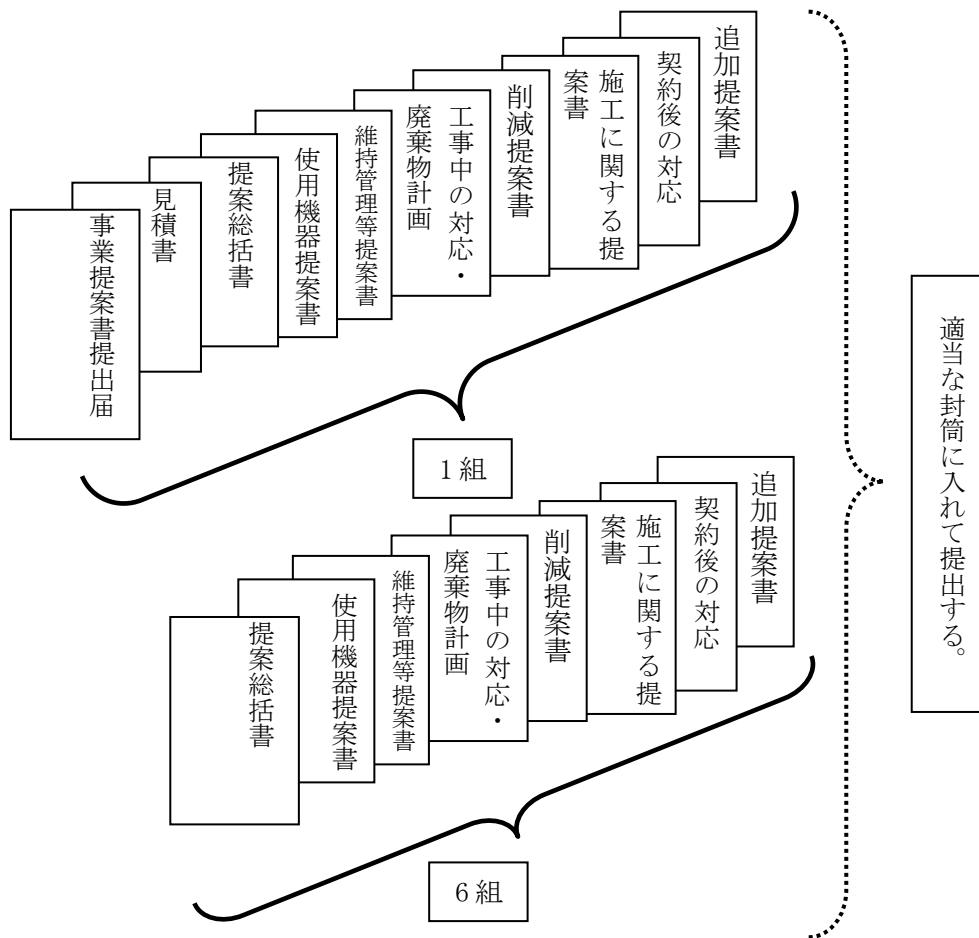 事業提案書提出届
見積書
提案総括書
使用機器提案書
維持管理等提案書
工事中の対応・
廃棄物計画
削減提案書
施工に関する提
案書
契約後の対応
追加提案書
1組
提案総括書
使用機器提案書
維持管理等提案書
工事中の対応・
廃棄物計画
削減提案書
施工に関する提
案書
契約後の対応
追加提案書
6組
適当な封筒に入れて提出する。